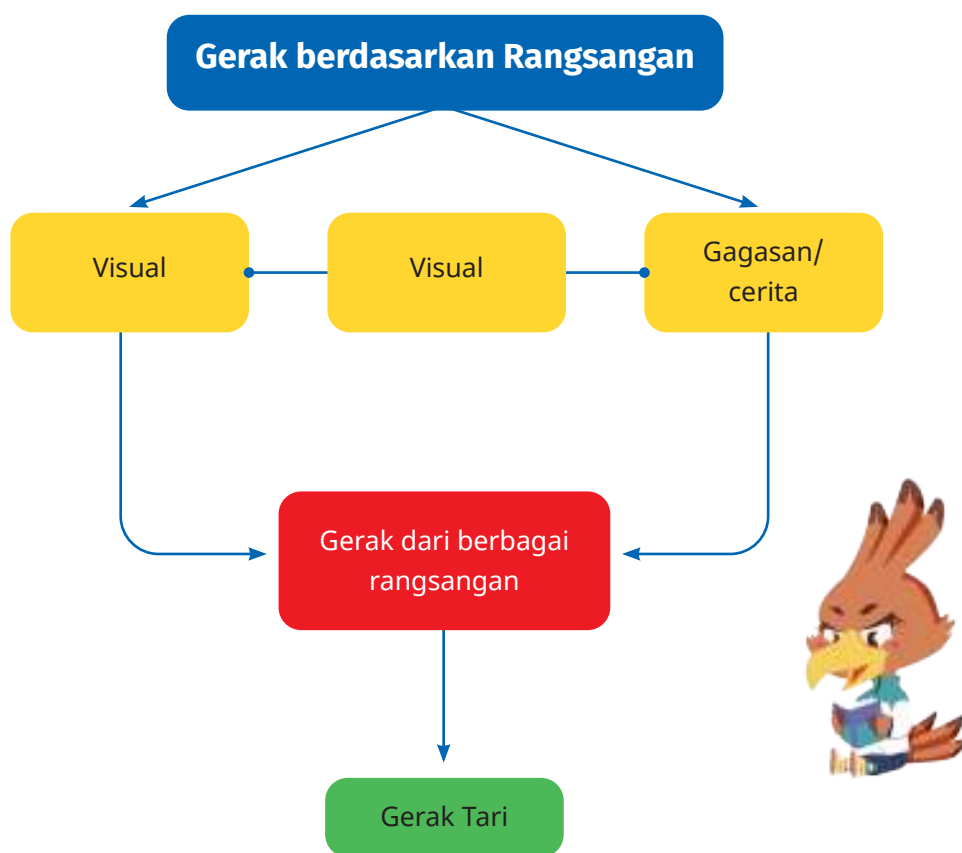 Gerak berdasarkan Rangsangan
Visual
Visual
Gagasan/
cerita
Gerak dari berbagai
rangsangan
Gerak Tari